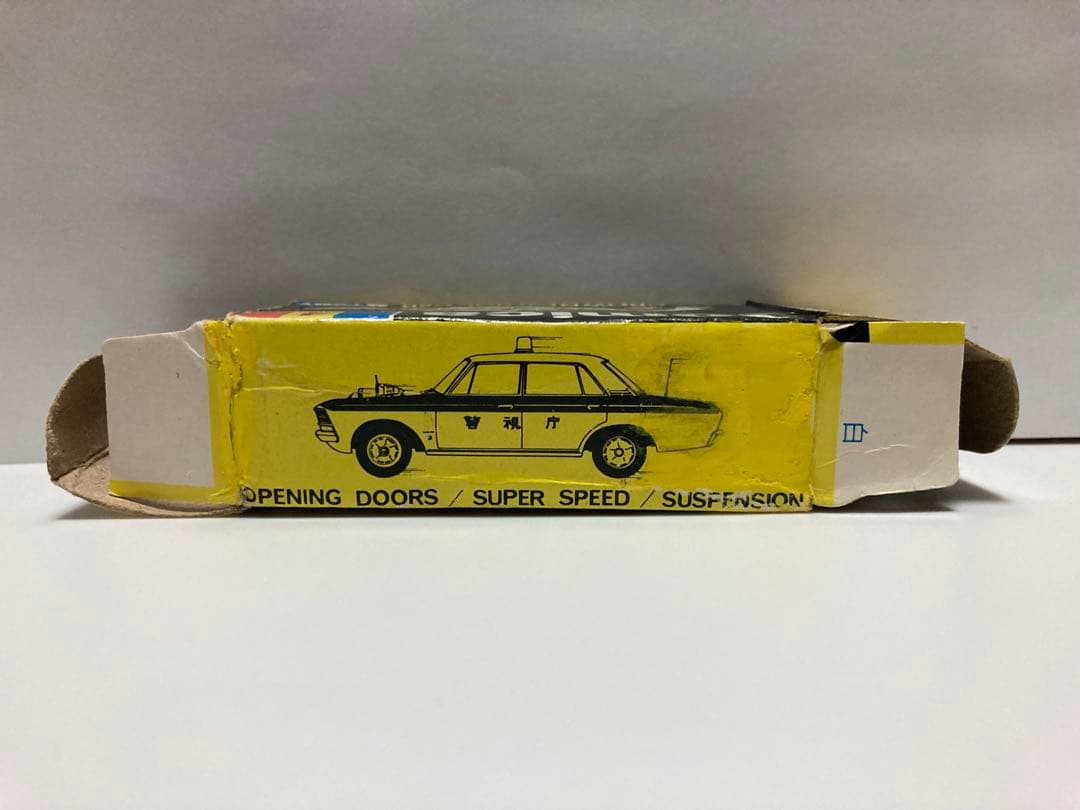 警視庁
OPENING DOORS / SUPER SPEED / SUSPENSION